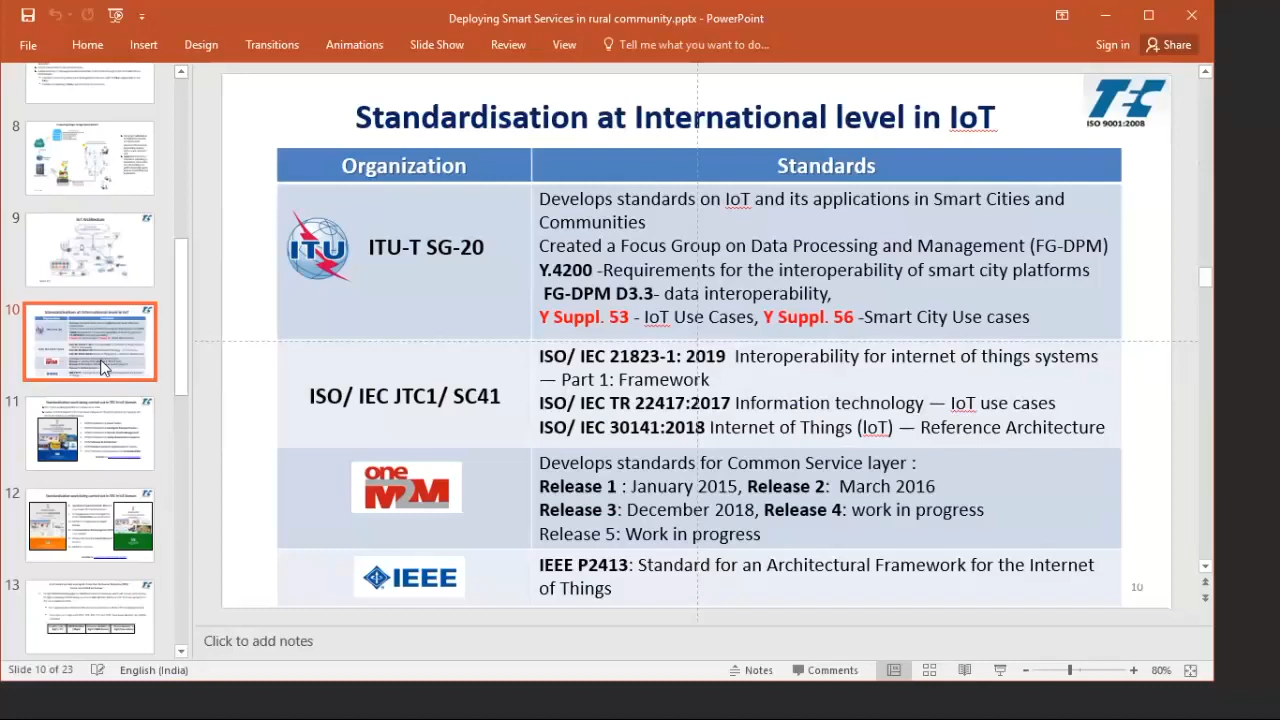 Deploying Smart Services in rural community.pptx - PowerPoint
File Home Insert Design Transitions Animations Slide Show Review View Tell me what you want to do... Sign in Share
8
9
IoT Architecture
10
11
12
13
Standardisation at International level in IoT
TEC
ISO 9001:2008
Organization Standards
ITU
ITU-T SG-20
Develops standards on IoT and its applications in Smart Cities and
Communities
Created a Focus Group on Data Processing and Management (FG-DPM)
Y.4200 -Requirements for the interoperability of smart city platforms
FG-DPM D3.3- data interoperability,
Y Suppl. 53 - IoT Use Cases, Y Suppl.56 -Smart City Use cases
ISO/ IEC JTC1/ SC41
ISO/ IEC 21823-1: 2019 Interoperability for internet of things systems
— Part 1: Framework
ISO/ IEC TR 22417:2017 Information technology — IoT use cases
ISO/ IEC 30141:2018 Internet of Things (IoT) — Reference Architecture
one
M2M
Develops standards for Common Service layer :
Release 1 : January 2015, Release 2: March 2016
Release 3: December 2018, Release 4: work in progress
Release 5: Work in progress
IEEE
IEEE P2413: Standard for an Architectural Framework for the Internet
of Things
10
Click to add notes
Slide 10 of 23 English (India) Notes Comments 80%